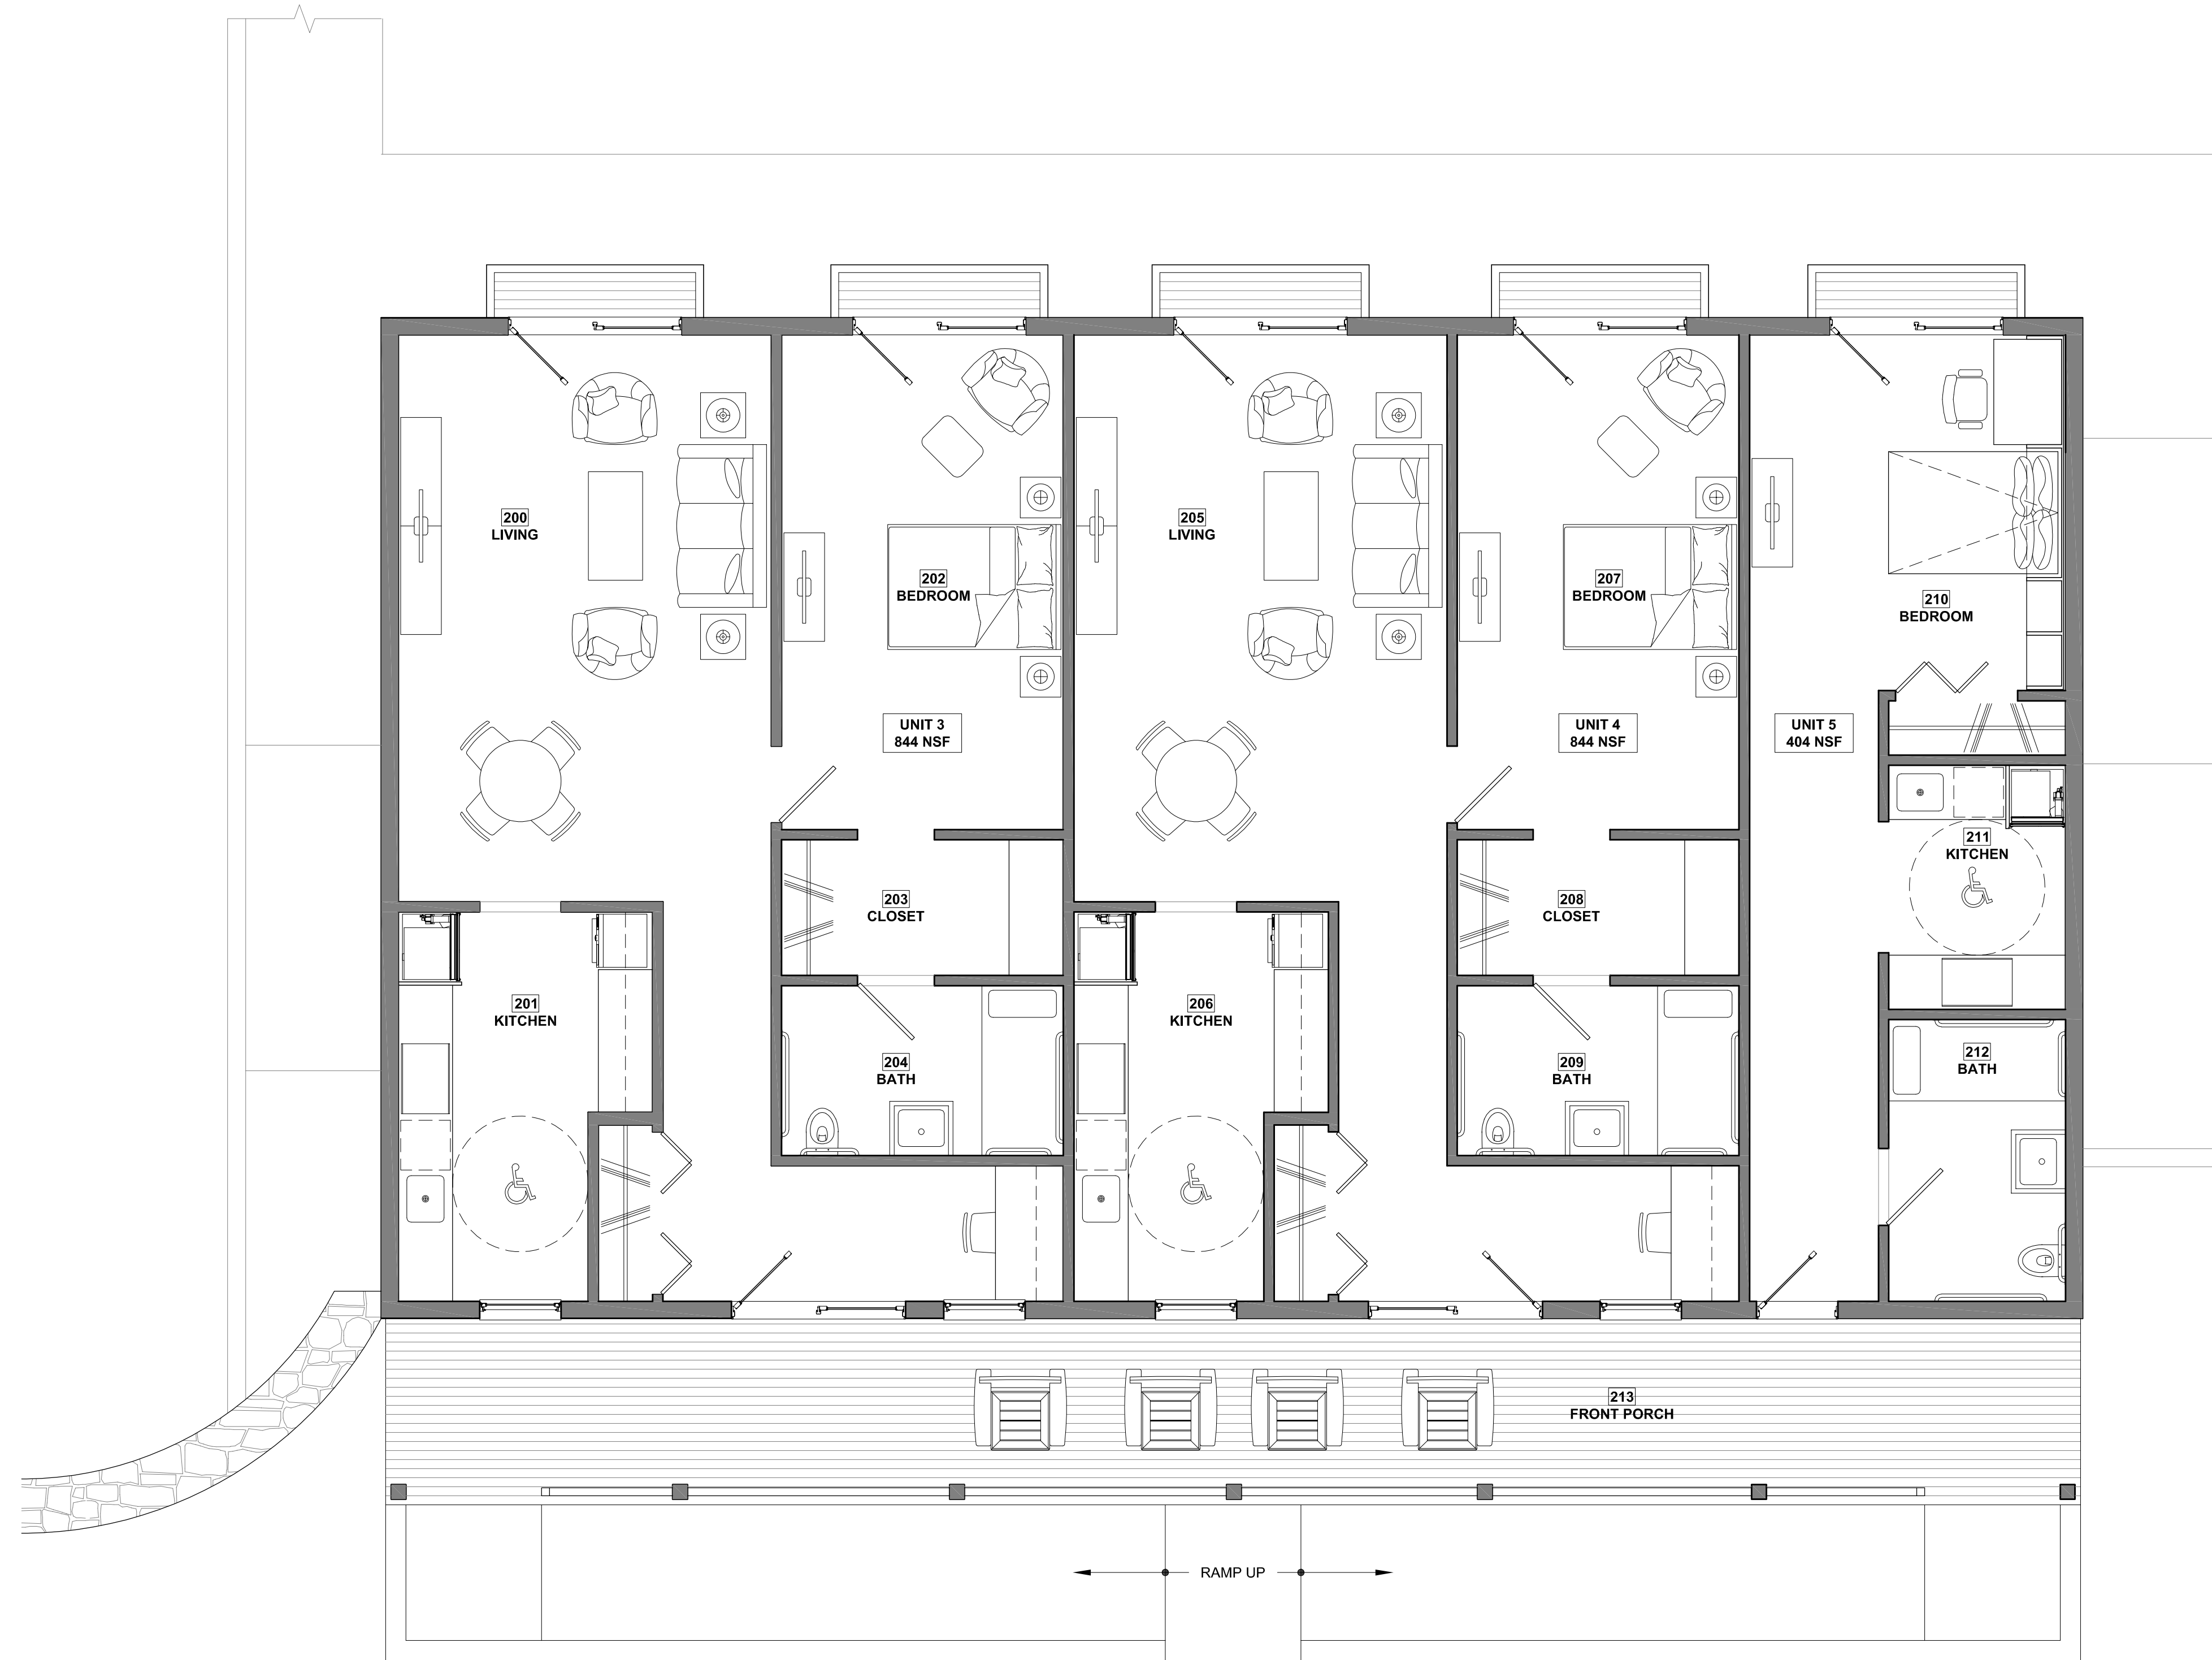 200
LIVING
202
BEDROOM
205
LIVING
207
BEDROOM
210
BEDROOM
UNIT 3
844 NSF
UNIT 4
844 NSF
UNIT 5
404 NSF
211
KITCHEN
203
CLOSET
208
CLOSET
201
KITCHEN
206
KITCHEN
204
BATH
209
BATH
212
BATH
213
FRONT PORCH
RAMP UP